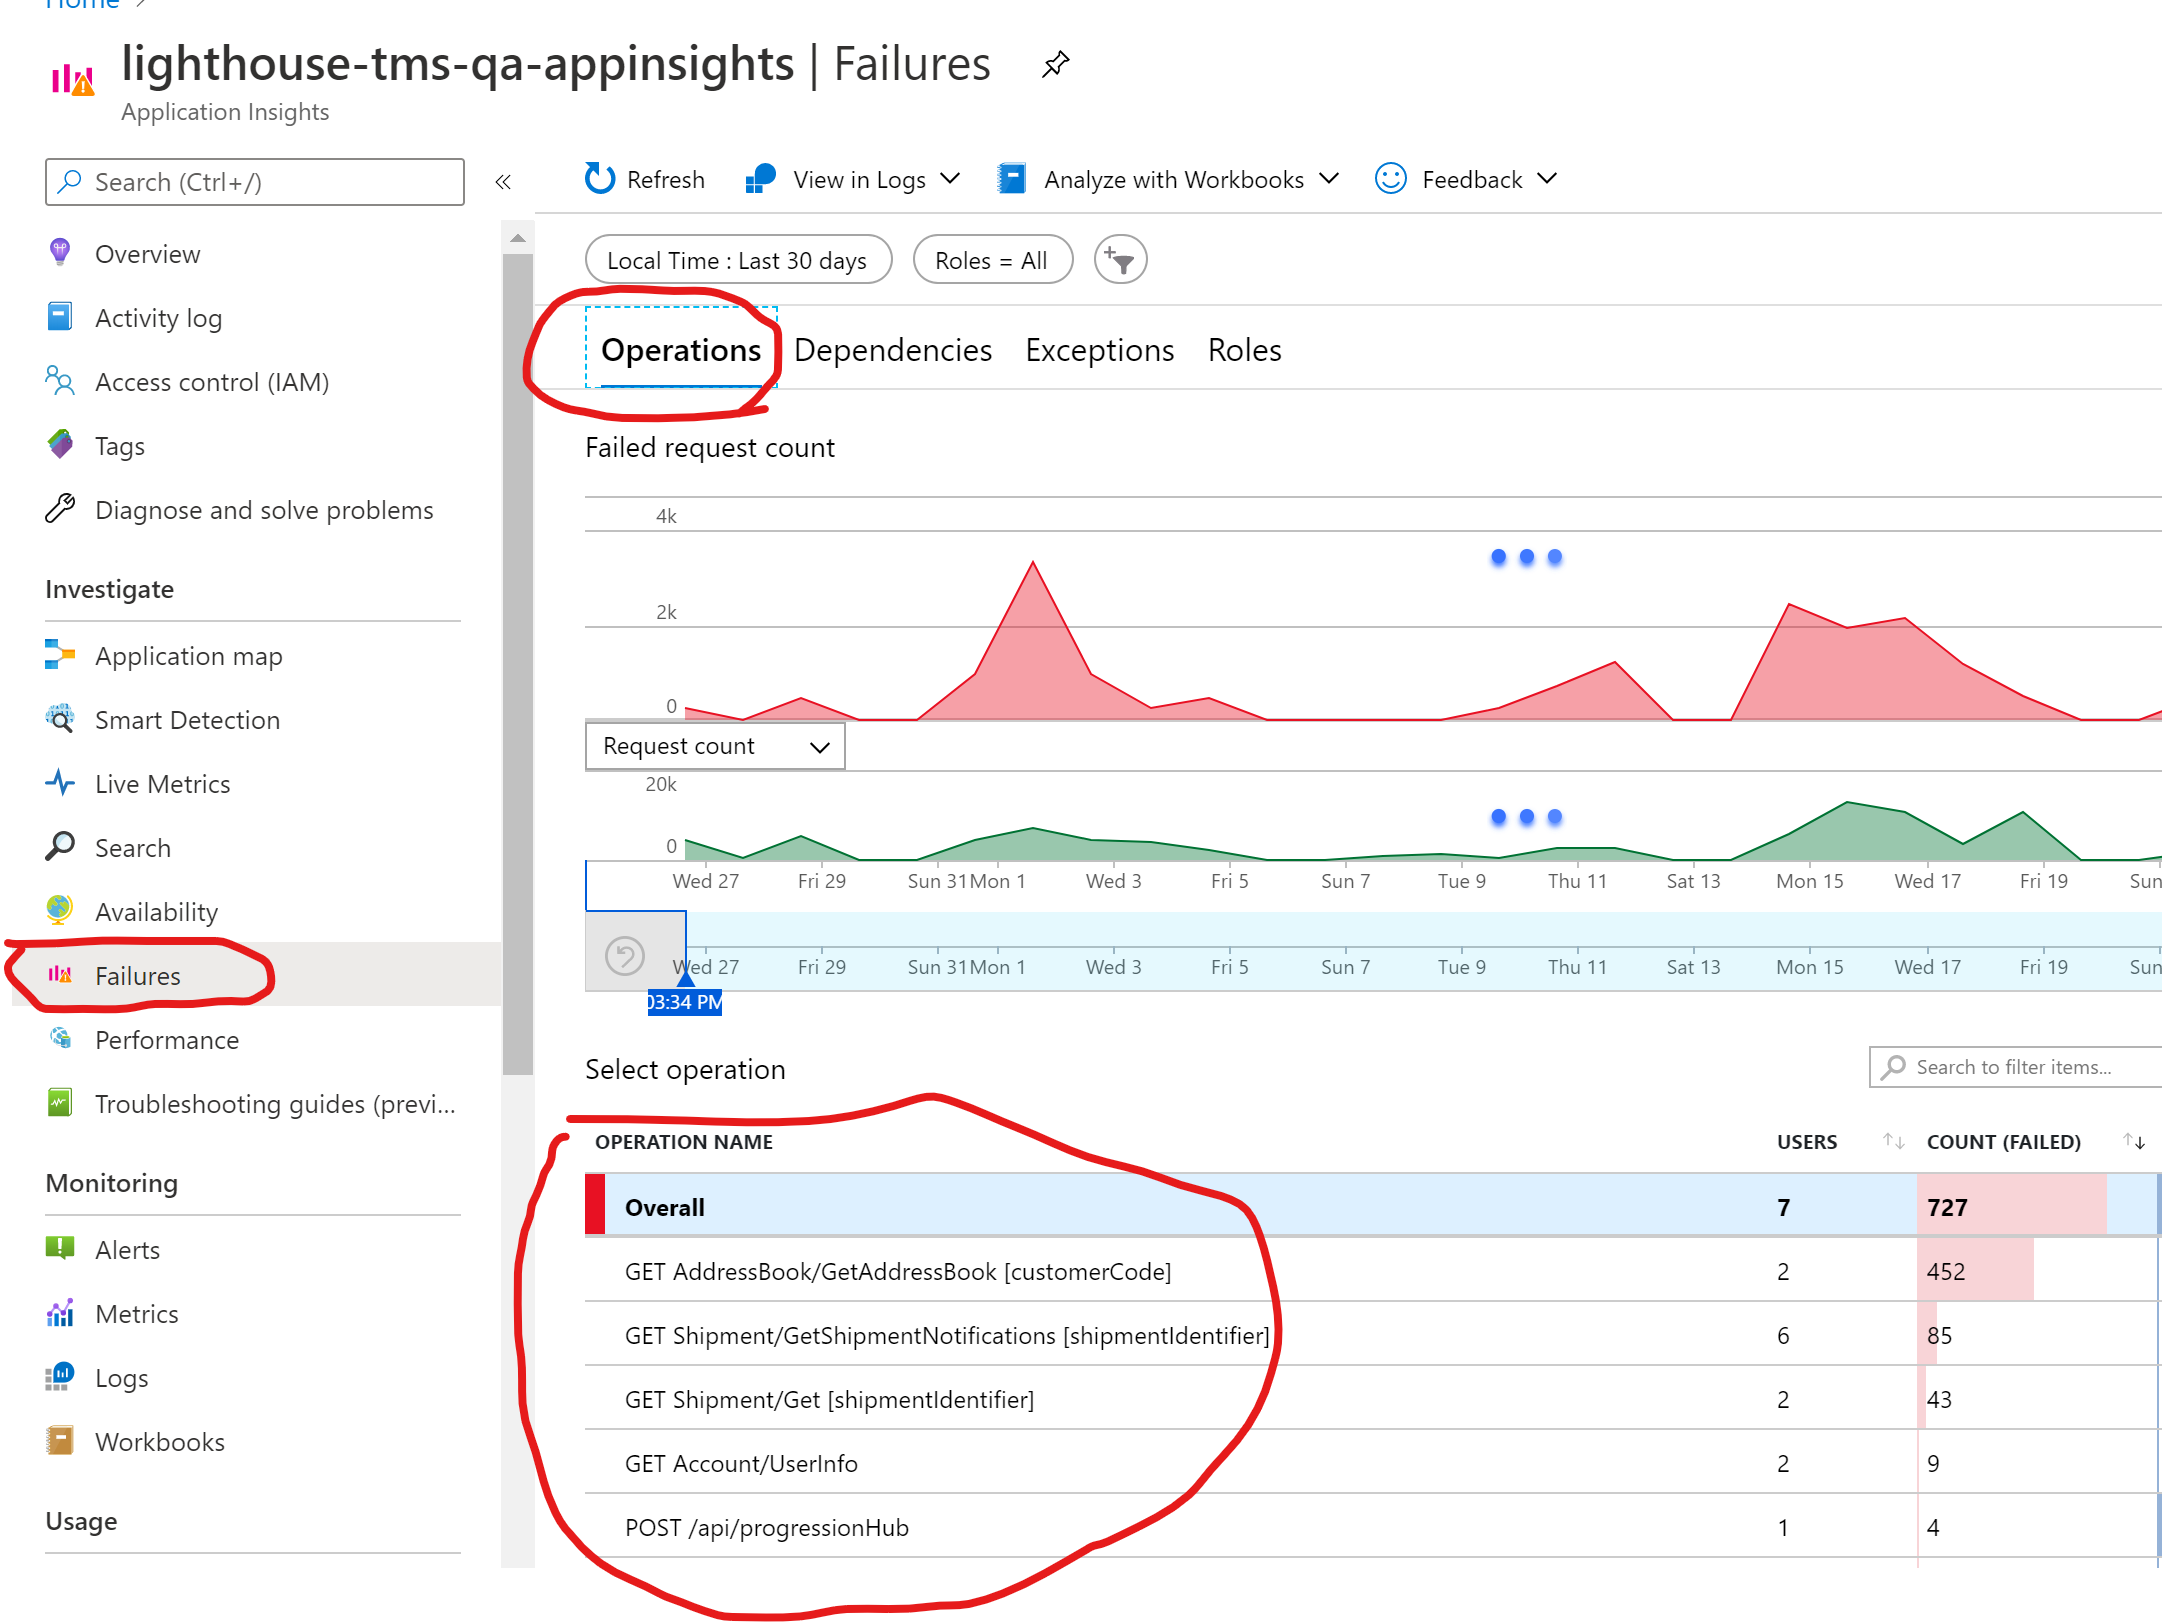 Home >
lighthouse-tms-qa-appinsights | Failures
Application Insights
Search (Ctrl+/)
«
Overview
Activity log
Access control (IAM)
Tags
Diagnose and solve problems
Investigate
Application map
Smart Detection
Live Metrics
Search
Availability
Failures
Performance
Troubleshooting guides (previ...
Monitoring
Alerts
Metrics
Logs
Workbooks
Usage
Refresh View in Logs Analyze with Workbooks Feedback
Local Time : Last 30 days Roles = All
Operations Dependencies Exceptions Roles
Failed request count
4k
2k
0
Request count
20k
0
Wed 27 Fri 29 Sun 31 Mon 1 Wed 3 Fri 5 Sun 7 Tue 9 Thu 11 Sat 13 Mon 15 Wed 17 Fri 19 Sun
Wed 27 Fri 29 Sun 31 Mon 1 Wed 3 Fri 5 Sun 7 Tue 9 Thu 11 Sat 13 Mon 15 Wed 17 Fri 19 Sun
03:34 PM
Select operation
Search to filter items...
OPERATION NAME USERS COUNT (FAILED)
Overall 7 727
GET AddressBook/GetAddressBook [customerCode] 2 452
GET Shipment/GetShipmentNotifications [shipmentIdentifier] 6 85
GET Shipment/Get [shipmentIdentifier] 2 43
GET Account/UserInfo 2 9
POST /api/progressionHub 1 4